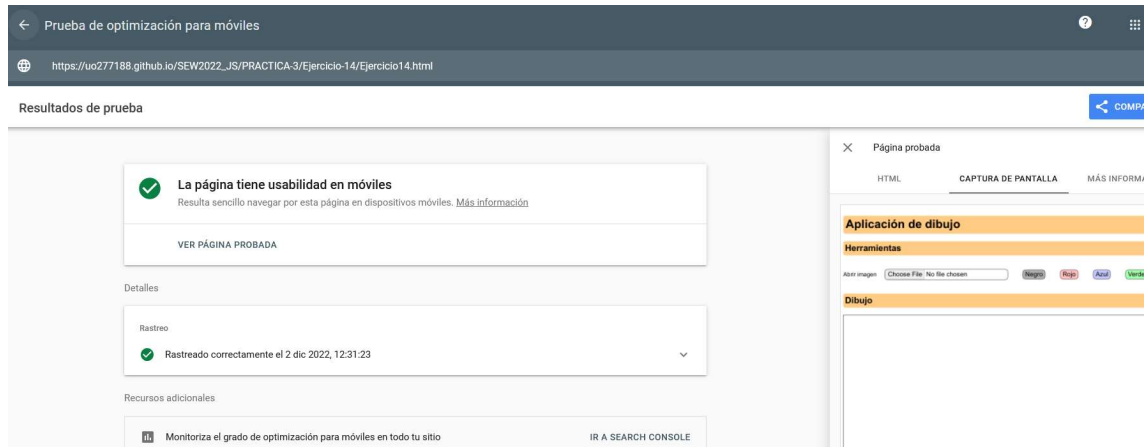 Prueba de optimización para móviles
https://uo277188.github.io/SEW2022_JS/PRACTICA-3/Ejercicio-14/Ejercicio14.html
Resultados de prueba
COMPA
La página tiene usabilidad en móviles
Resulta sencillo navegar por esta página en dispositivos móviles. Más información
VER PÁGINA PROBADA
Detalles
Rastreo
Rastreado correctamente el 2 dic 2022, 12:31:23
Recursos adicionales
Monitoriza el grado de optimización para móviles en todo tu sitio
IR A SEARCH CONSOLE
Página probada
HTML
CAPTURA DE PANTALLA
MÁS INFORMA
Aplicación de dibujo
Herramientas
Abrir imagen Choose File No file chosen Negro Rojo Azul Verde
Dibujo